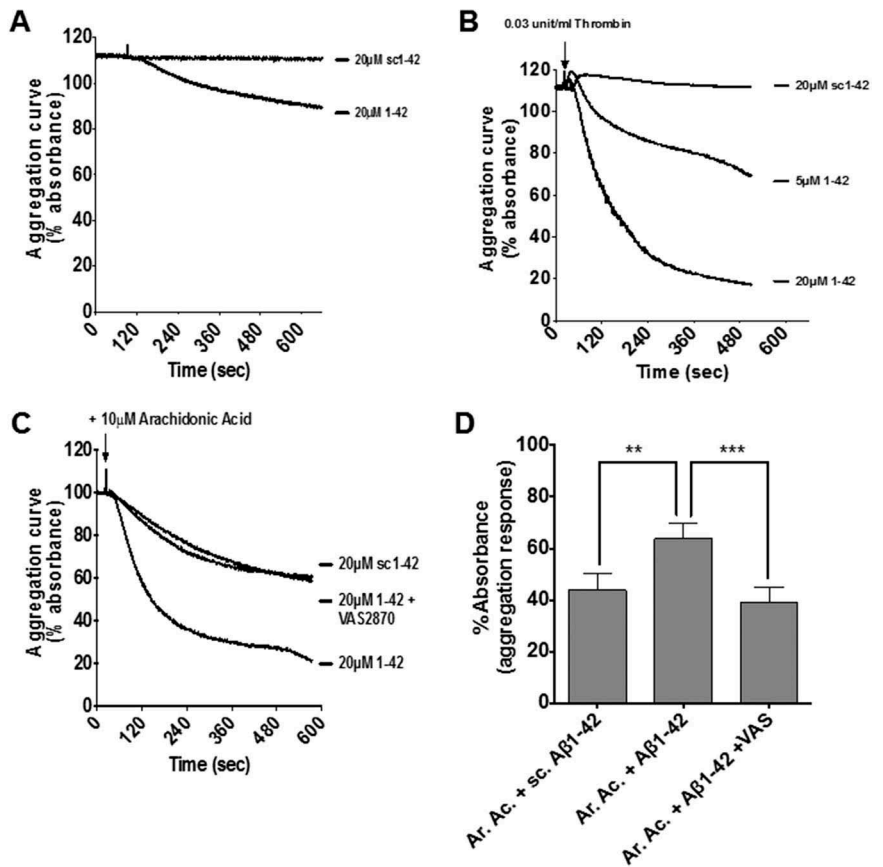 A
Aggregation curve
(% absorbance)
120
100
80
60
40
20
0
0
120
240
360
480
600
Time (sec)
20µM sc1-42
20µM 1-42
B
0.03 unit/ml Thrombin
Aggregation curve
(% absorbance)
120
100
80
60
40
20
0
0
120
240
360
480
600
Time (sec)
20µM sc1-42
5µM 1-42
20µM 1-42
C
+ 10µM Arachidonic Acid
Aggregation curve
(% absorbance)
120
100
80
60
40
20
0
0
120
240
360
480
600
Time (sec)
20µM sc1-42
20µM 1-42 +
VAS2870
20µM 1-42
D
%Absorbance
(aggregation response)
100
80
60
40
20
0
**
***
Ar. Ac. + sc. Aβ1-42
Ar. Ac. + Aβ1-42
Ar. Ac. + Aβ1-42 +VAS